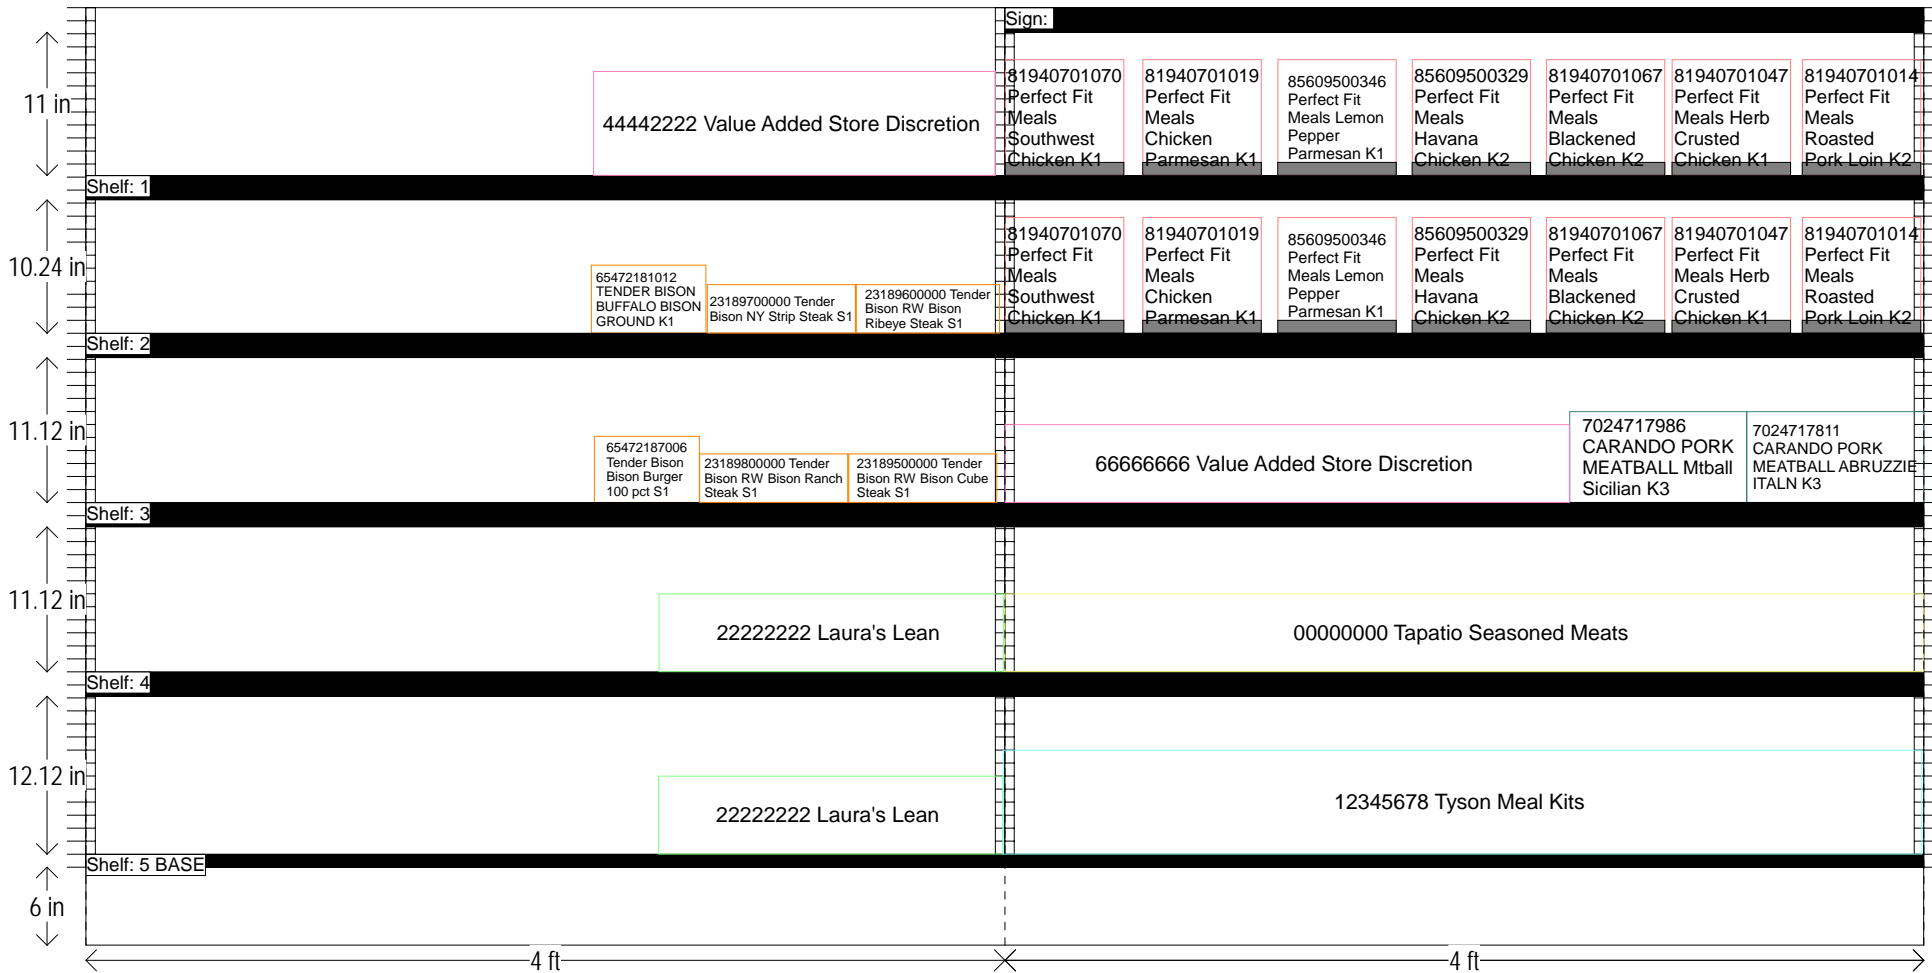 Sign:
11 in
44442222 Value Added Store Discretion
81940701070
Perfect Fit
Meals
Southwest
Chicken K1
81940701019
Perfect Fit
Meals
Chicken
Parmesan K1
85609500346
Perfect Fit
Meals Lemon
Pepper
Parmesan K1
85609500329
Perfect Fit
Meals
Havana
Chicken K2
81940701067
Perfect Fit
Meals
Blackened
Chicken K2
81940701047
Perfect Fit
Meals Herb
Crusted
Chicken K1
81940701014
Perfect Fit
Meals
Roasted
Pork Loin K2
Shelf: 1
10.24 in
65472181012
TENDER BISON
BUFFALO BISON
GROUND K1
23189700000 Tender
Bison NY Strip Steak S1
23189600000 Tender
Bison RW Bison
Ribeye Steak S1
81940701070
Perfect Fit
Meals
Southwest
Chicken K1
81940701019
Perfect Fit
Meals
Chicken
Parmesan K1
85609500346
Perfect Fit
Meals Lemon
Pepper
Parmesan K1
85609500329
Perfect Fit
Meals
Havana
Chicken K2
81940701067
Perfect Fit
Meals
Blackened
Chicken K2
81940701047
Perfect Fit
Meals Herb
Crusted
Chicken K1
81940701014
Perfect Fit
Meals
Roasted
Pork Loin K2
Shelf: 2
11.12 in
65472187006
Tender Bison
Bison Burger
100 pct S1
23189800000 Tender
Bison RW Bison Ranch
Steak S1
23189500000 Tender
Bison RW Bison Cube
Steak S1
66666666 Value Added Store Discretion
7024717986
CARANDO PORK
MEATBALL Mtball
Sicilian K3
7024717811
CARANDO PORK
MEATBALL ABRUZZIE
ITALN K3
Shelf: 3
11.12 in
22222222 Laura's Lean
00000000 Tapatio Seasoned Meats
Shelf: 4
12.12 in
22222222 Laura's Lean
12345678 Tyson Meal Kits
Shelf: 5 BASE
6 in
4 ft
4 ft